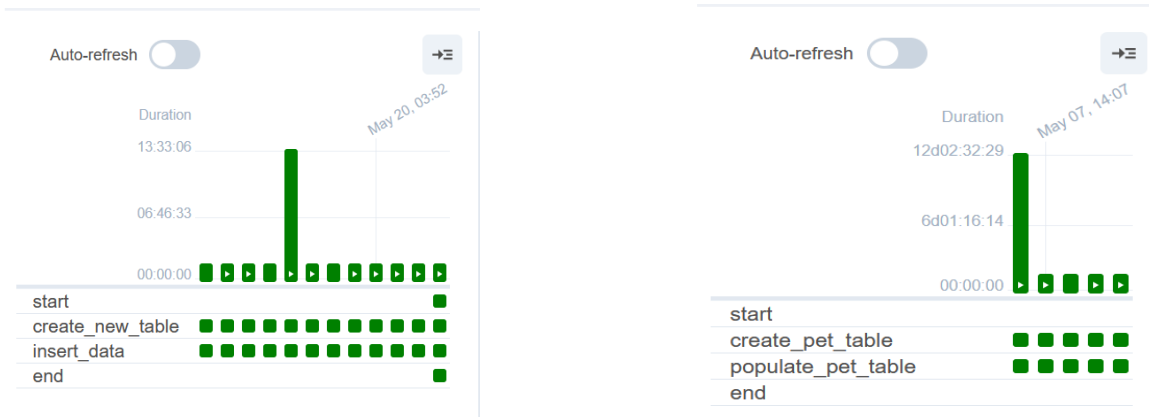 Auto-refresh
Duration
May 20, 03:52
13:33:06
06:46:33
00:00:00
start
create_new_table
insert_data
end
Auto-refresh
Duration
May 07, 14:07
12d02:32:29
6d01:16:14
00:00:00
start
create_pet_table
populate_pet_table
end